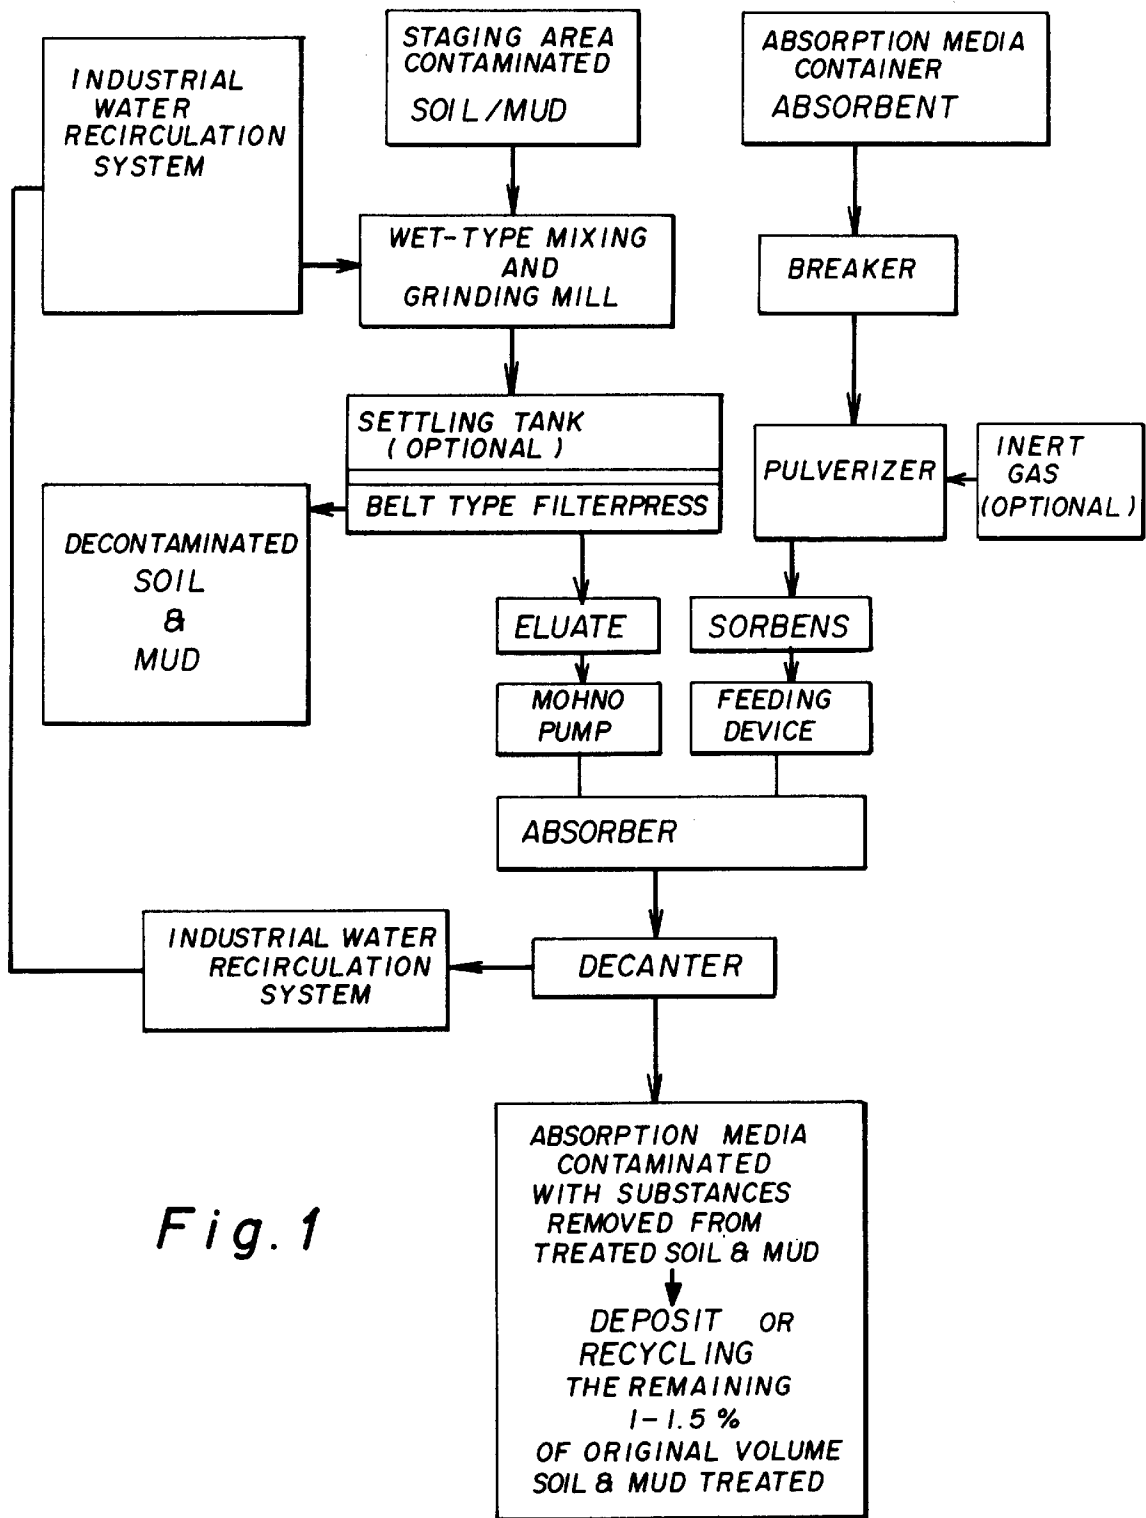 INDUSTRIAL
WATER
RECIRCULATION
SYSTEM
STAGING AREA
CONTAMINATED
SOIL/MUD
ABSORPTION MEDIA
CONTAINER
ABSORBENT
WET-TYPE MIXING
AND
GRINDING MILL
BREAKER
SETTLING TANK
(OPTIONAL)
BELT TYPE FILTERPRESS
PULVERIZER
INERT
GAS
(OPTIONAL)
DECONTAMINATED
SOIL
&
MUD
ELUATE
SORBENS
MOHNO
PUMP
FEEDING
DEVICE
ABSORBER
INDUSTRIAL WATER
RECIRCULATION
SYSTEM
DECANTER
ABSORPTION MEDIA
CONTAMINATED
WITH SUBSTANCES
REMOVED FROM
TREATED SOIL & MUD
DEPOSIT OR
RECYCLING
THE REMAINING
1-1.5 %
OF ORIGINAL VOLUME
SOIL & MUD TREATED
Fig. 1